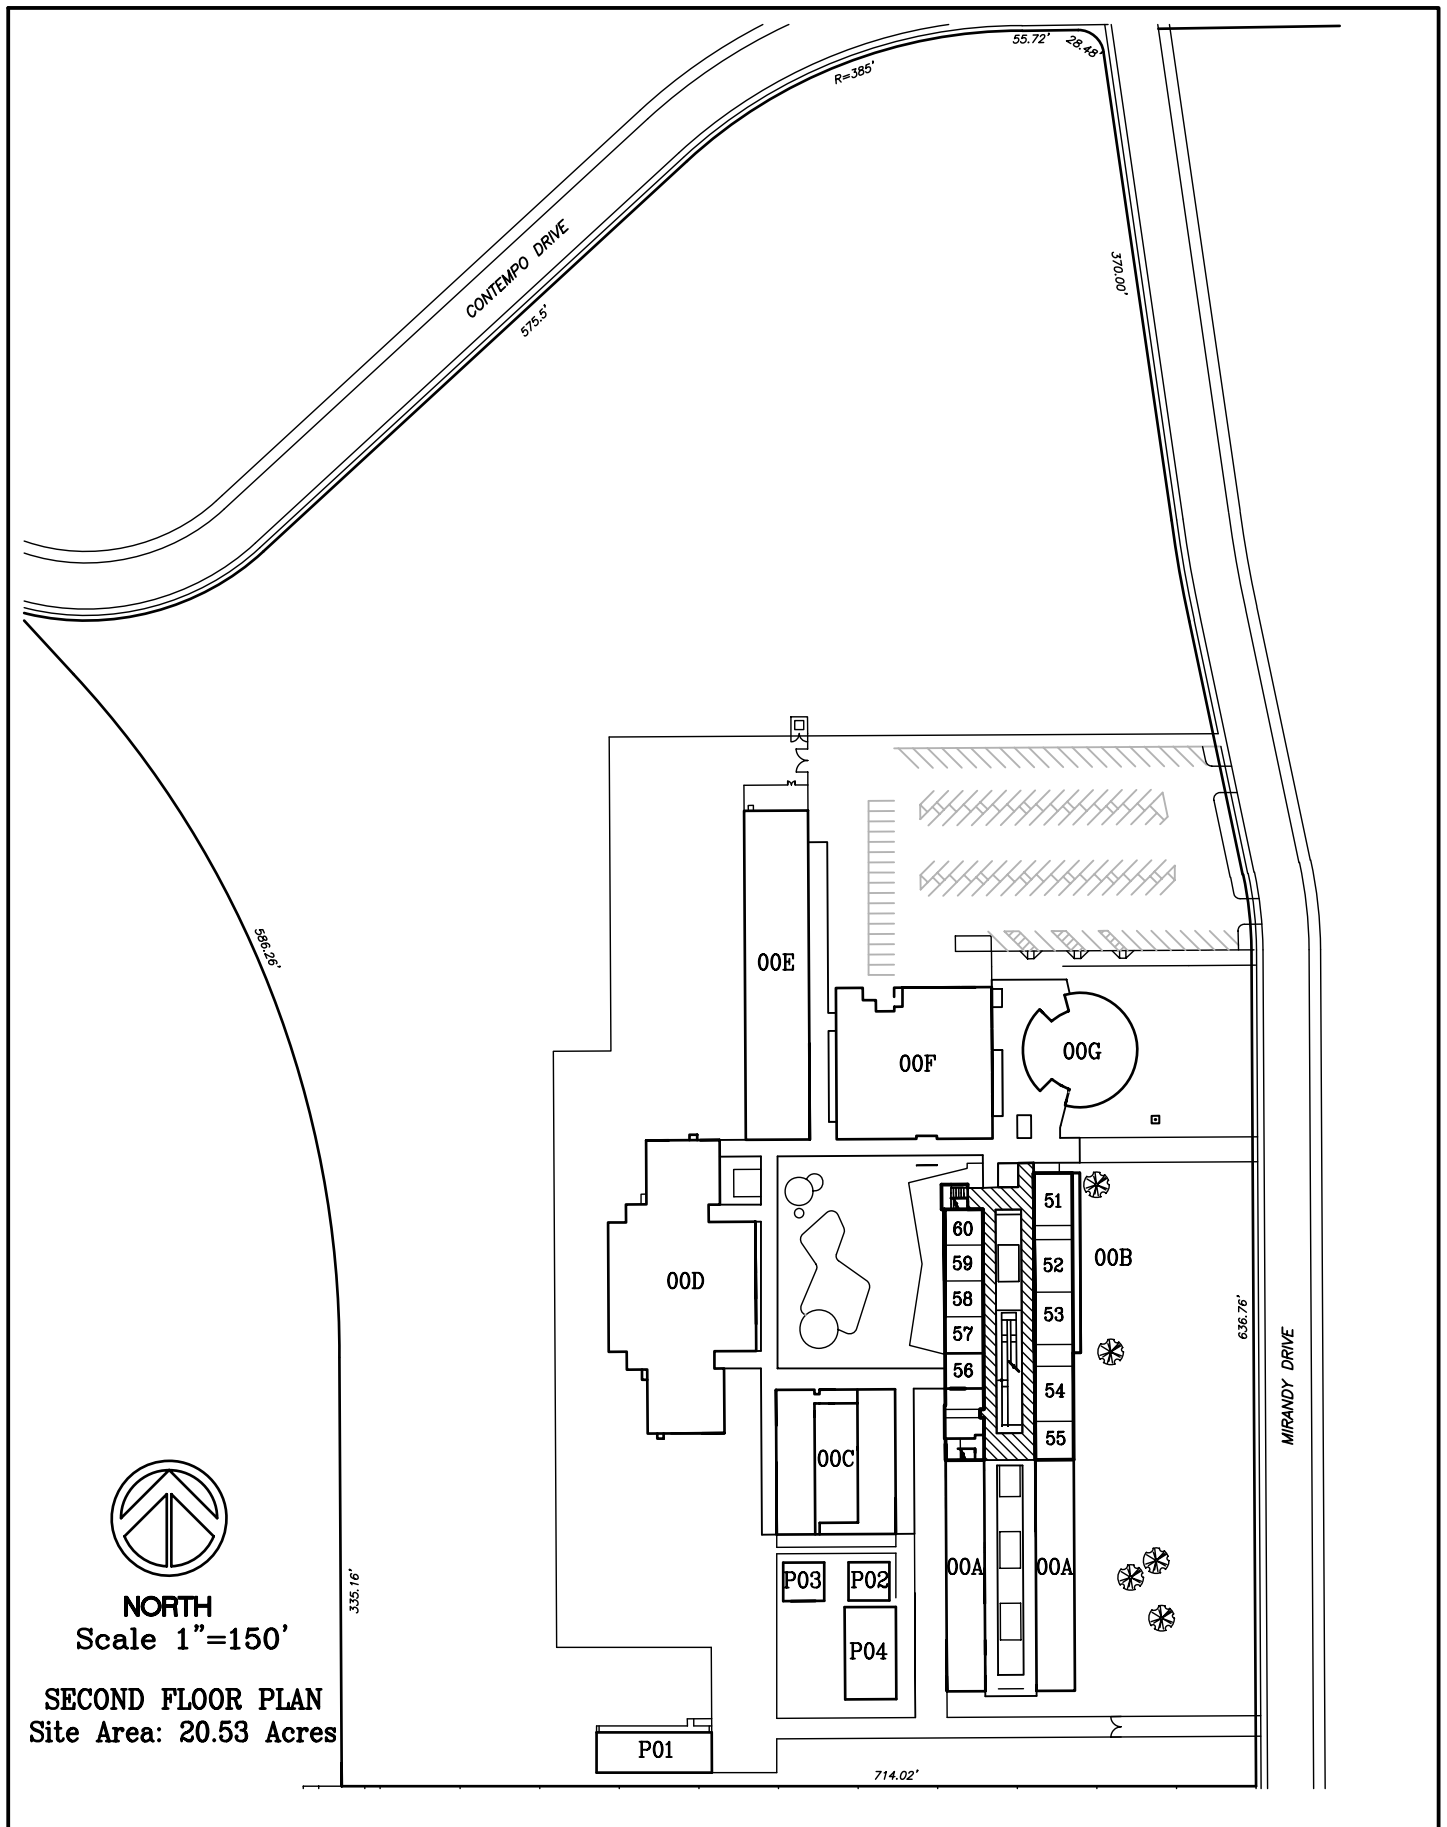 55.72'
28.48'
R=385'
CONTEMPO DRIVE
575.5'
370.00'
586.26'
00E
00F
00G
51
60
59
52
00B
00D
58
53
57
636.76'
MIRANDY DRIVE
56
54
55
00C
00A
00A
P03
P02
335.16'
P04
NORTH
Scale 1"=150'
SECOND FLOOR PLAN
Site Area: 20.53 Acres
P01
714.02'